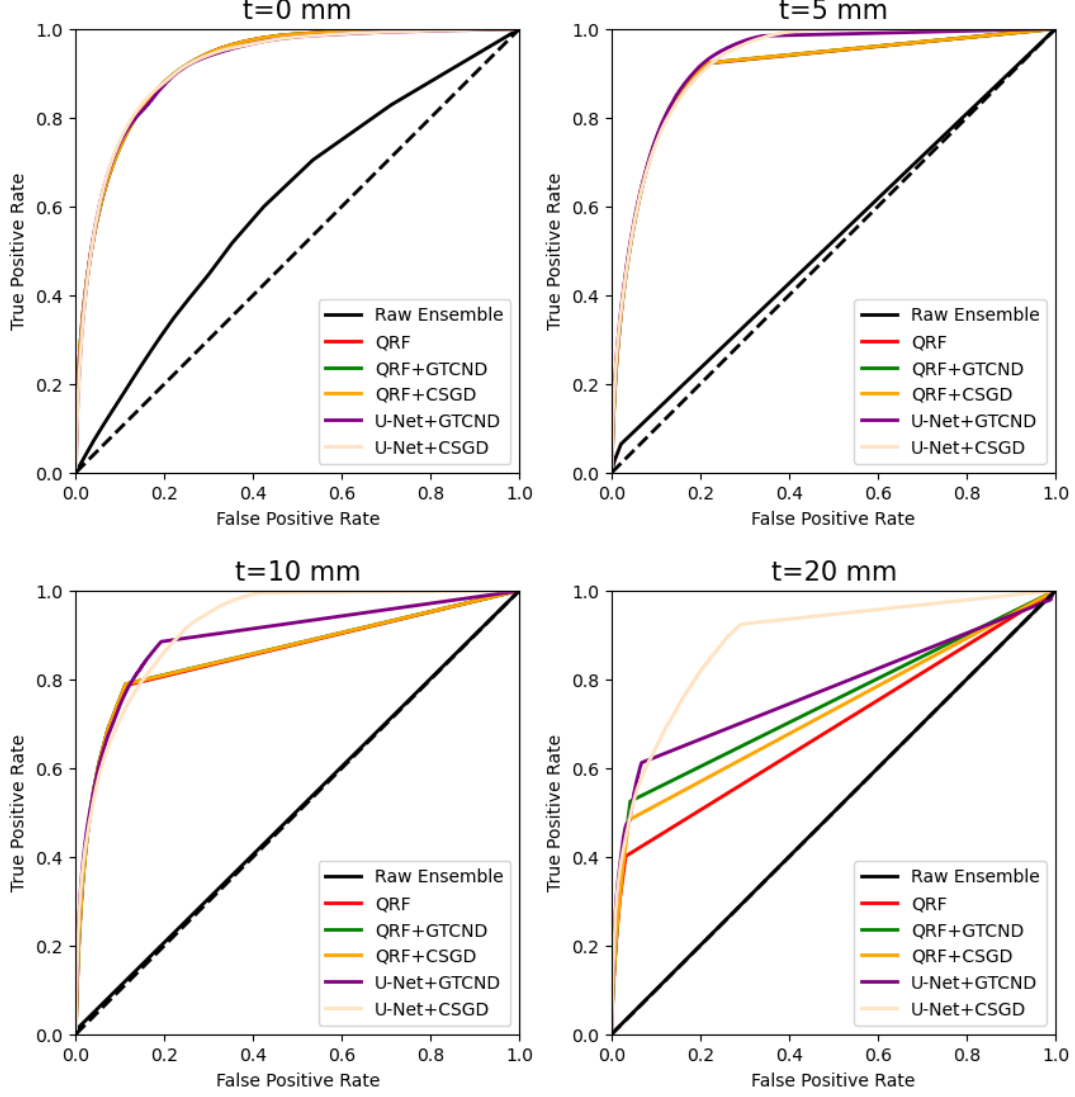 t=0 mm
True Positive Rate
1.0
0.8
0.6
0.4
0.2
0.0
Raw Ensemble
QRF
QRF+GTCND
QRF+CSGD
U-Net+GTCND
U-Net+CSGD
0.0 0.2 0.4 0.6 0.8 1.0
False Positive Rate
t=5 mm
True Positive Rate
1.0
0.8
0.6
0.4
0.2
0.0
Raw Ensemble
QRF
QRF+GTCND
QRF+CSGD
U-Net+GTCND
U-Net+CSGD
0.0 0.2 0.4 0.6 0.8 1.0
False Positive Rate
t=10 mm
True Positive Rate
1.0
0.8
0.6
0.4
0.2
0.0
Raw Ensemble
QRF
QRF+GTCND
QRF+CSGD
U-Net+GTCND
U-Net+CSGD
0.0 0.2 0.4 0.6 0.8 1.0
False Positive Rate
t=20 mm
True Positive Rate
1.0
0.8
0.6
0.4
0.2
0.0
Raw Ensemble
QRF
QRF+GTCND
QRF+CSGD
U-Net+GTCND
U-Net+CSGD
0.0 0.2 0.4 0.6 0.8 1.0
False Positive Rate